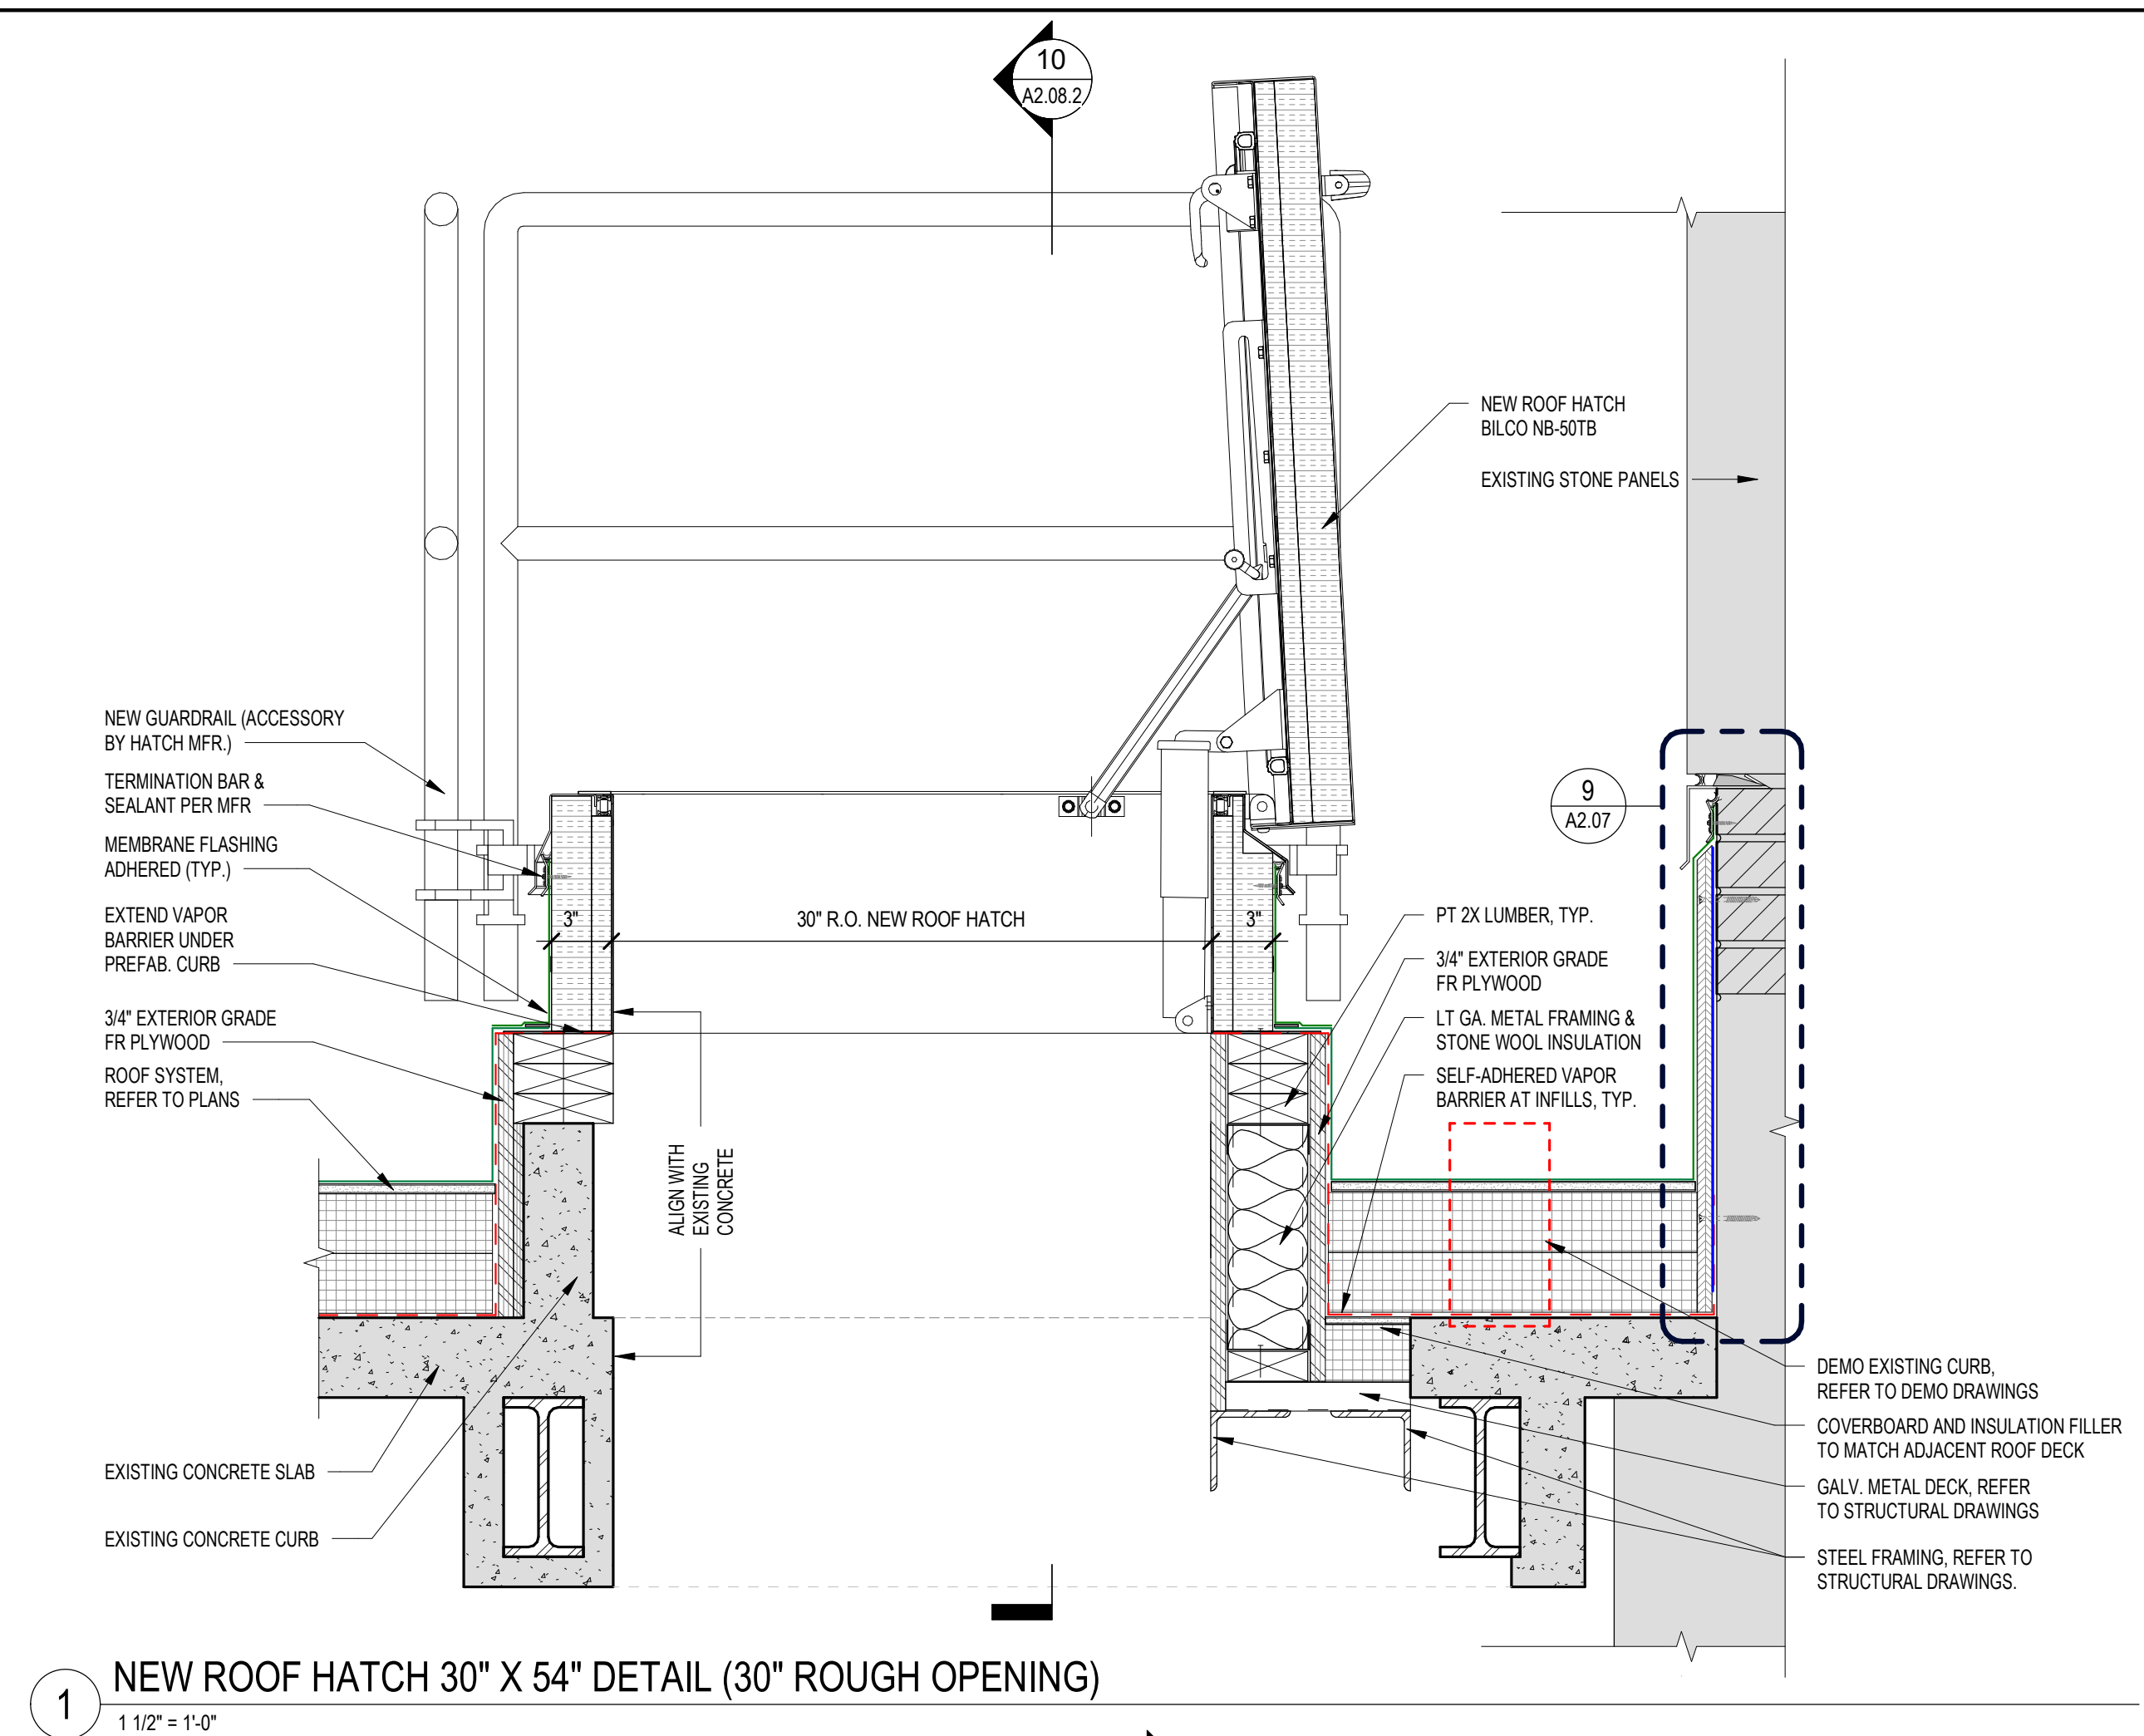 10
A2.08.2
NEW ROOF HATCH
BILCO NB-50TB
EXISTING STONE PANELS
NEW GUARDRAIL (ACCESSORY
BY HATCH MFR.)
TERMINATION BAR &
SEALANT PER MFR
MEMBRANE FLASHING
ADHERED (TYP.)
EXTEND VAPOR
BARRIER UNDER
PREFAB. CURB
3/4" EXTERIOR GRADE
FR PLYWOOD
ROOF SYSTEM,
REFER TO PLANS
9
A2.07
3"
30" R.O. NEW ROOF HATCH
3"
PT 2X LUMBER, TYP.
3/4" EXTERIOR GRADE
FR PLYWOOD
LT GA. METAL FRAMING &
STONE WOOL INSULATION
SELF-ADHERED VAPOR
BARRIER AT INFILLS, TYP.
ALIGN WITH
EXISTING
CONCRETE
EXISTING CONCRETE SLAB
EXISTING CONCRETE CURB
DEMO EXISTING CURB,
REFER TO DEMO DRAWINGS
COVERBOARD AND INSULATION FILLER
TO MATCH ADJACENT ROOF DECK
GALV. METAL DECK, REFER
TO STRUCTURAL DRAWINGS
STEEL FRAMING, REFER TO
STRUCTURAL DRAWINGS.
1
NEW ROOF HATCH 30" X 54" DETAIL (30" ROUGH OPENING)
1 1/2" = 1'-0"